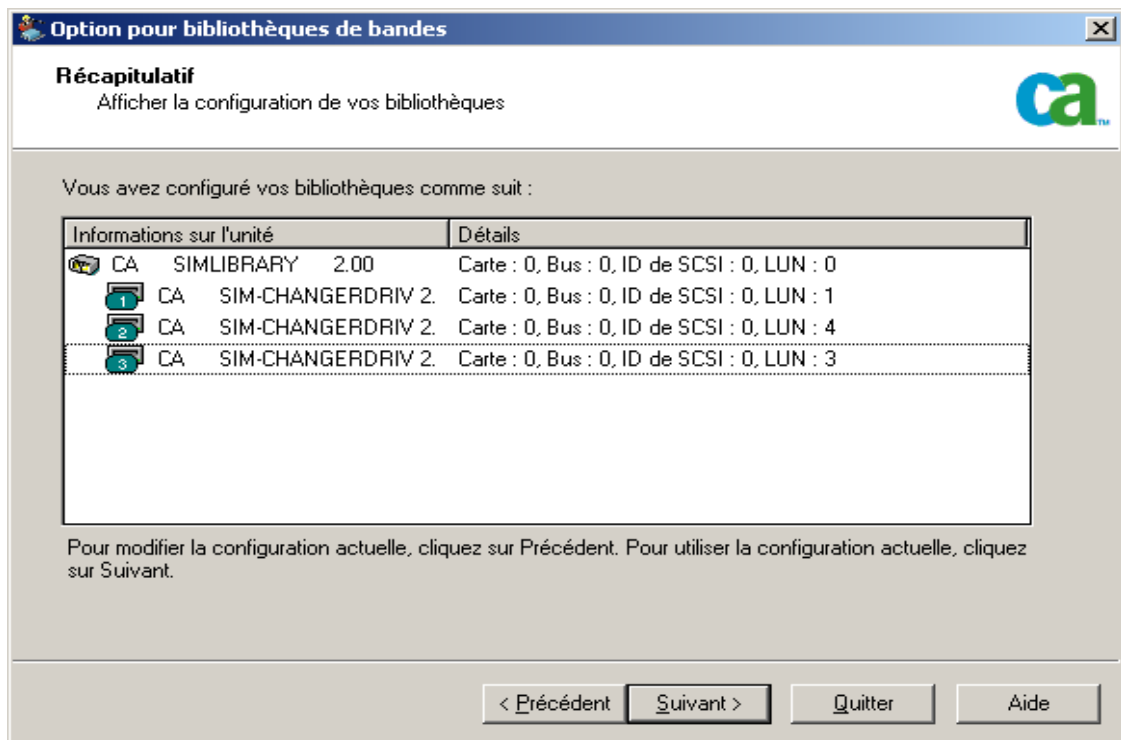 Option pour bibliothèques de bandes
Récapitulatif
Afficher la configuration de vos bibliothèques
ca™
Vous avez configuré vos bibliothèques comme suit :
Informations sur l'unité Détails
CA SIMLIBRARY 2.00 Carte : 0, Bus : 0, ID de SCSI : 0, LUN : 0
1 CA SIM-CHANGERDRIV 2. Carte : 0, Bus : 0, ID de SCSI : 0, LUN : 1
2 CA SIM-CHANGERDRIV 2. Carte : 0, Bus : 0, ID de SCSI : 0, LUN : 4
3 CA SIM-CHANGERDRIV 2. Carte : 0, Bus : 0, ID de SCSI : 0, LUN : 3
Pour modifier la configuration actuelle, cliquez sur Précédent. Pour utiliser la configuration actuelle, cliquez
sur Suivant.
< Précédent Suivant > Quitter Aide